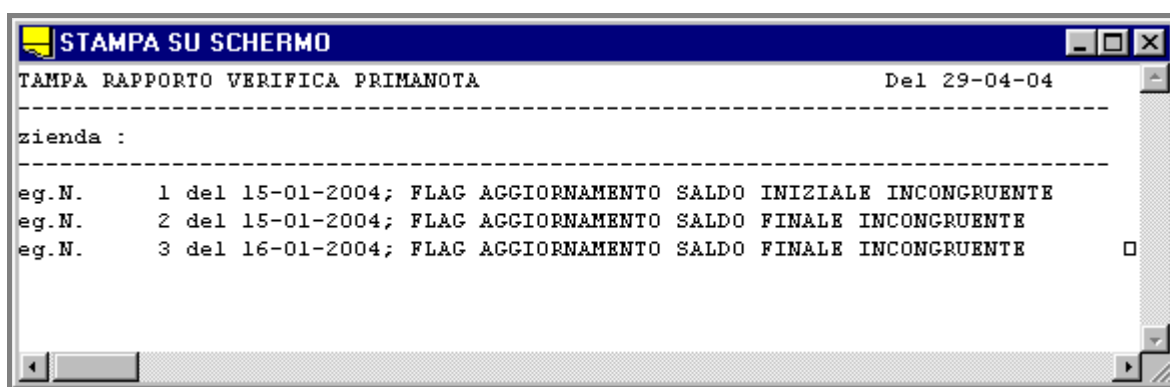 STAMPA SU SCHERMO
TAMPA RAPPORTO VERIFICA PRIMANOTA Del 29-04-04
--------------------------------------------------------------------------------
zienda :
--------------------------------------------------------------------------------
eg.N. 1 del 15-01-2004; FLAG AGGIORNAMENTO SALDO INIZIALE INCONGRUENTE
eg.N. 2 del 15-01-2004; FLAG AGGIORNAMENTO SALDO FINALE INCONGRUENTE
eg.N. 3 del 16-01-2004; FLAG AGGIORNAMENTO SALDO FINALE INCONGRUENTE